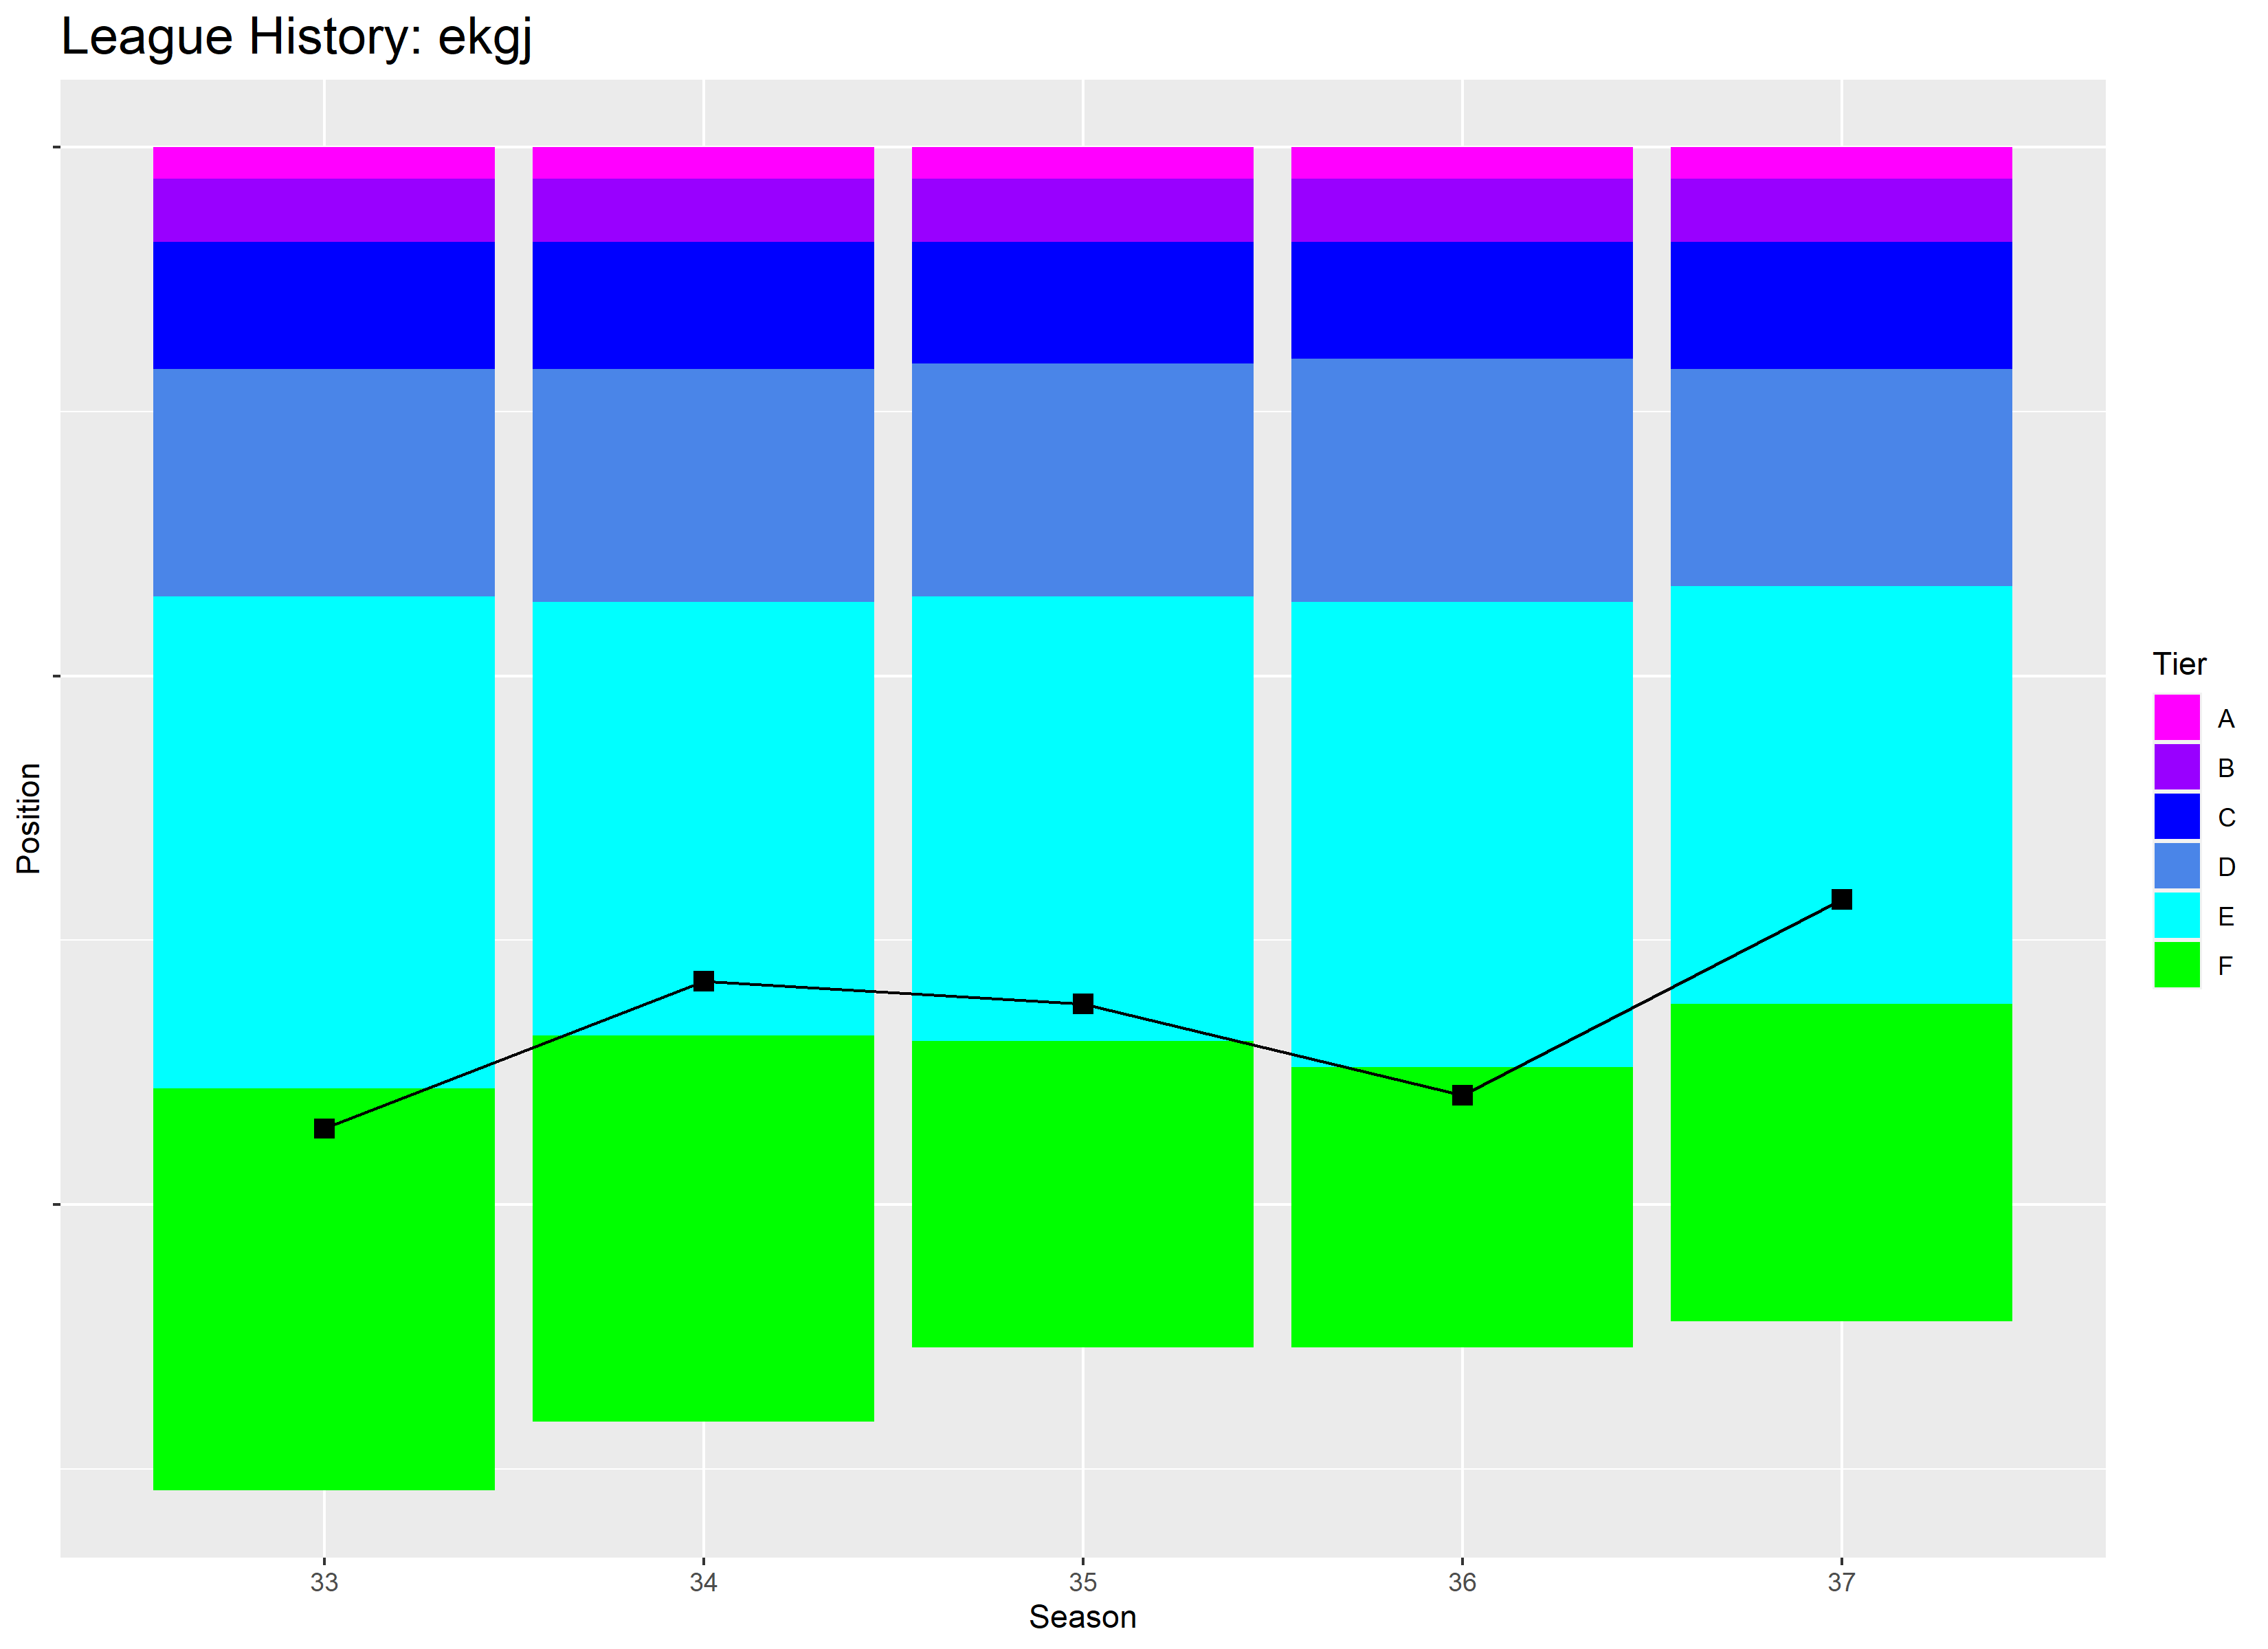 League History: ekgj
Position
33 34 35 36 37
Season
Tier
A
B
C
D
E
F